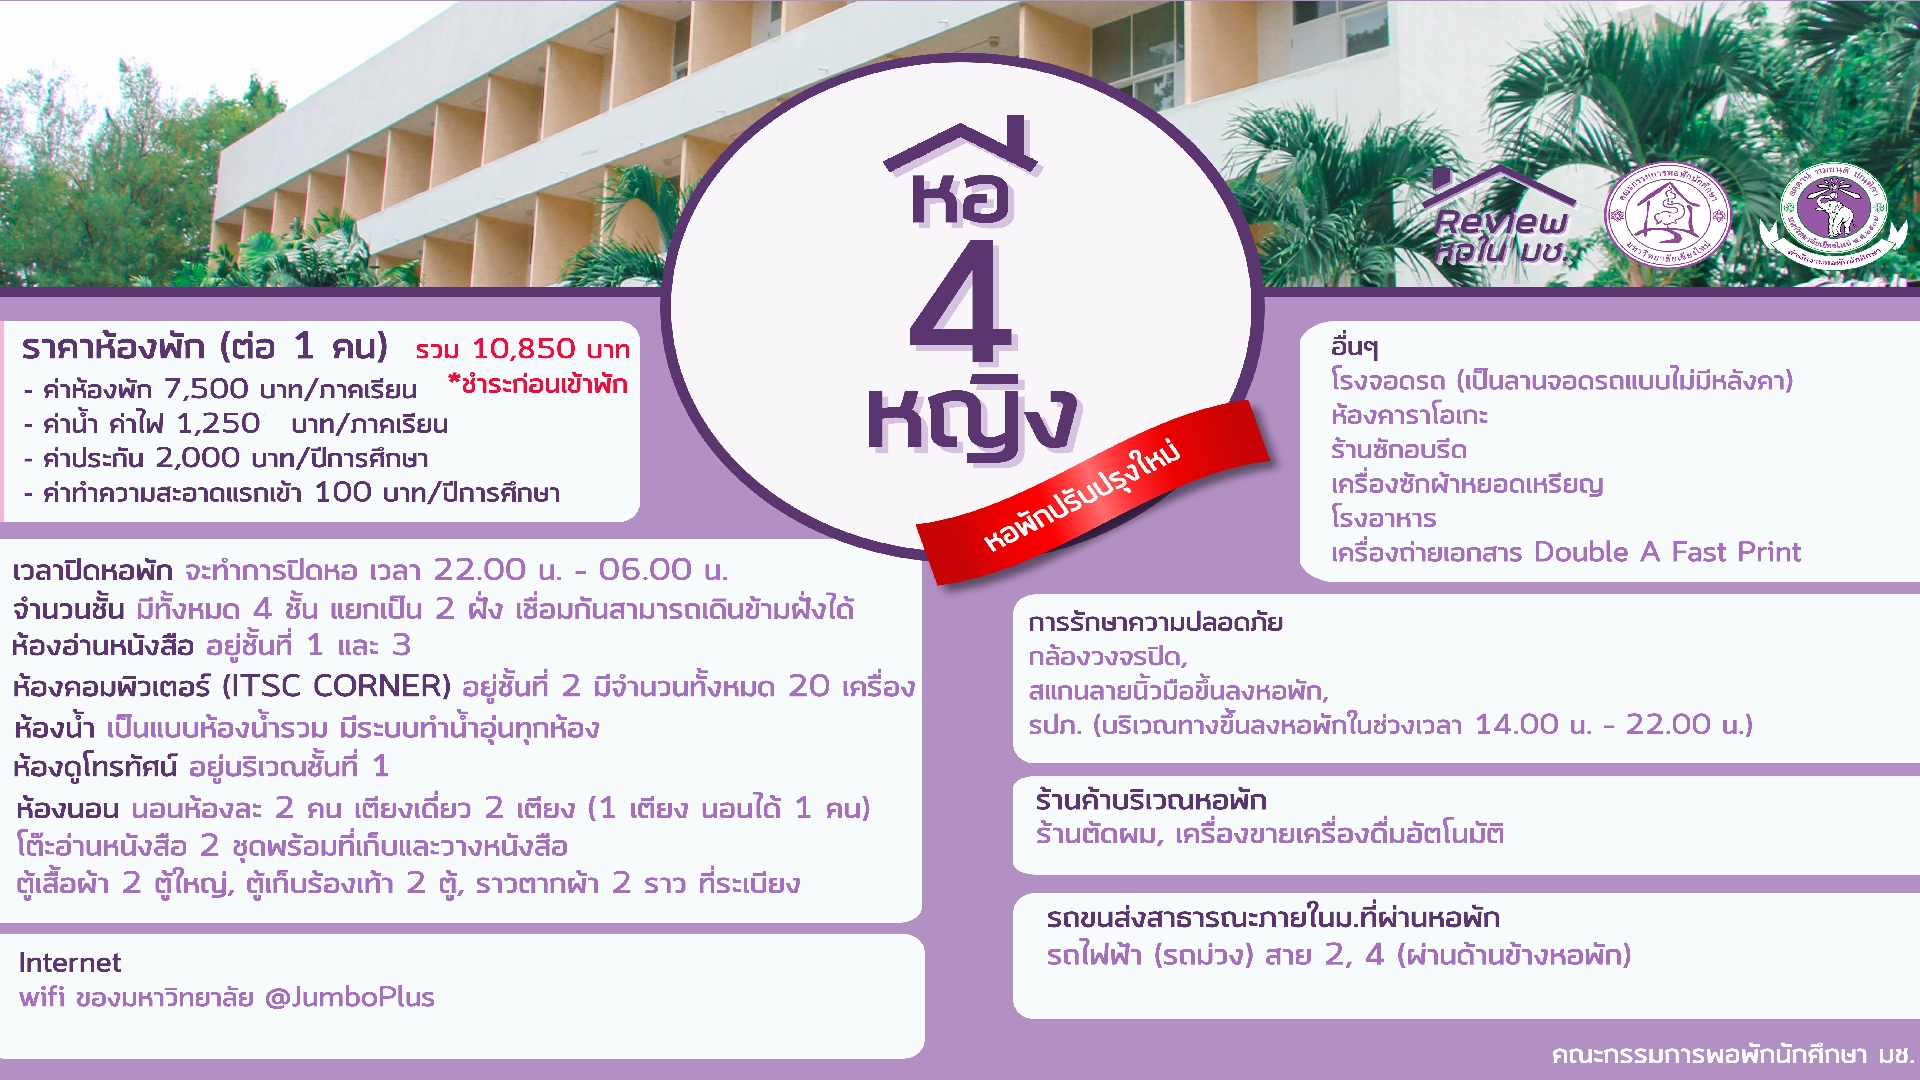 หอ
4
หญิง
หอพักปรับปรุงใหม่
Review
หอใน มช.
ราคาห้องพัก (ต่อ 1 คน) รวม 10,850 บาท
*ชำระก่อนเข้าพัก
- ค่าห้องพัก 7,500 บาท/ภาคเรียน
- ค่าน้ำ ค่าไฟ 1,250 บาท/ภาคเรียน
- ค่าประกัน 2,000 บาท/ปีการศึกษา
- ค่าทำความสะอาดแรกเข้า 100 บาท/ปีการศึกษา
เวลาปิดหอพัก จะทำการปิดหอ เวลา 22.00 น. - 06.00 น.
จำนวนชั้น มีทั้งหมด 4 ชั้น แยกเป็น 2 ฝั่ง เชื่อมกันสามารถเดินข้ามฝั่งได้
ห้องอ่านหนังสือ อยู่ชั้นที่ 1 และ 3
ห้องคอมพิวเตอร์ (ITSC CORNER) อยู่ชั้นที่ 2 มีจำนวนทั้งหมด 20 เครื่อง
ห้องน้ำ เป็นแบบห้องน้ำรวม มีระบบทำน้ำอุ่นทุกห้อง
ห้องดูโทรทัศน์ อยู่บริเวณชั้นที่ 1
ห้องนอน นอนห้องละ 2 คน เตียงเดี่ยว 2 เตียง (1 เตียง นอนได้ 1 คน)
โต๊ะอ่านหนังสือ 2 ชุดพร้อมที่เก็บและวางหนังสือ
ตู้เสื้อผ้า 2 ตู้ใหญ่, ตู้เก็บร้องเท้า 2 ตู้, ราวตากผ้า 2 ราว ที่ระเบียง
Internet
wifi ของมหาวิทยาลัย @JumboPlus
อื่นๆ
โรงจอดรถ (เป็นลานจอดรถแบบไม่มีหลังคา)
ห้องคาราโอเกะ
ร้านซักอบรีด
เครื่องซักผ้าหยอดเหรียญ
โรงอาหาร
เครื่องถ่ายเอกสาร Double A Fast Print
การรักษาความปลอดภัย
กล้องวงจรปิด,
สแกนลายนิ้วมือขึ้นลงหอพัก,
รปภ. (บริเวณทางขึ้นลงหอพักในช่วงเวลา 14.00 น. - 22.00 น.)
ร้านค้าบริเวณหอพัก
ร้านตัดผม, เครื่องขายเครื่องดื่มอัตโนมัติ
รถขนส่งสาธารณะภายในม.ที่ผ่านหอพัก
รถไฟฟ้า (รถม่วง) สาย 2, 4 (ผ่านด้านข้างหอพัก)
คณะกรรมการพอพักนักศึกษา มช.